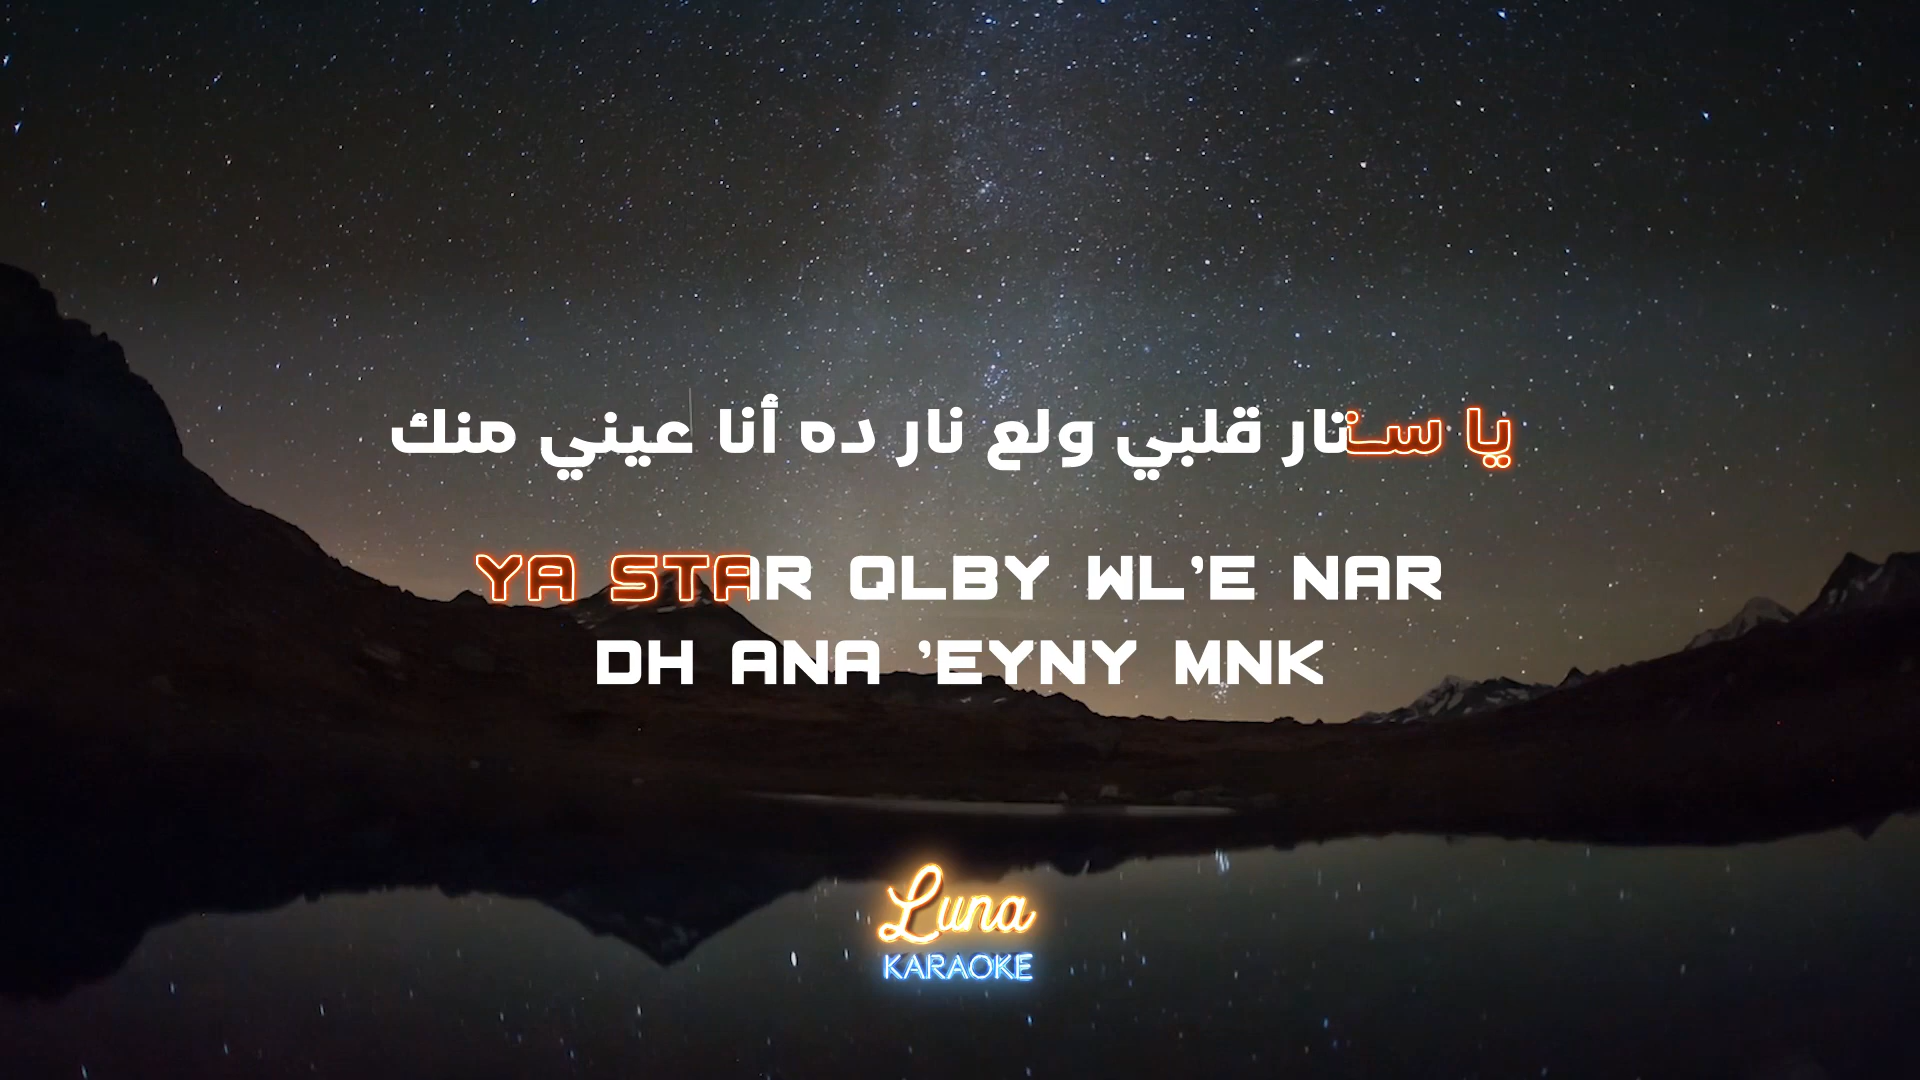 يا ستار قلبي ولع نار ده أنا عيني منك
YA STAR QLBY WL'E NAR
DH ANA 'EYNY MNK
Luna
KARAOKE